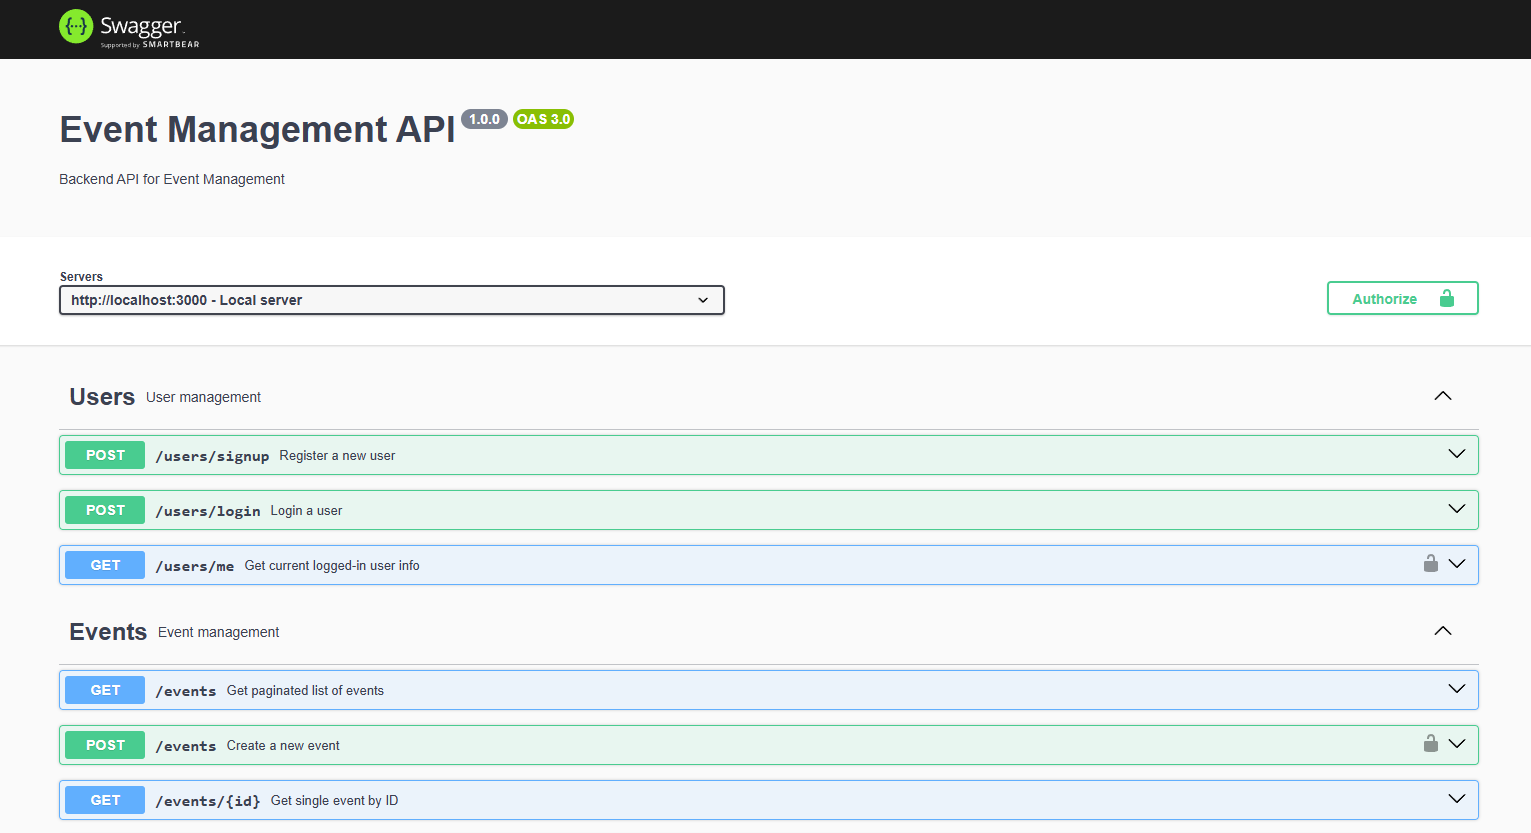 Swagger.
Supported by SMARTBEAR
Event Management API 1.0.0 OAS 3.0
Backend API for Event Management
Servers
http://localhost:3000 - Local server
Authorize
Users User management
POST /users/signup Register a new user
POST /users/login Login a user
GET /users/me Get current logged-in user info
Events Event management
GET /events Get paginated list of events
POST /events Create a new event
GET /events/{id} Get single event by ID